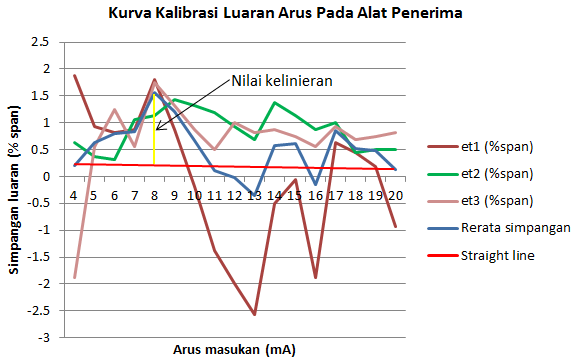 Kurva Kalibrasi Luaran Arus Pada Alat Penerima
2.5
2
1.5
1
0.5
0
-0.5
-1
-1.5
-2
-2.5
-3
Simpangan luaran (% span)
Nilai kelinieran
4 5 6 7 8 9 10 11 12 13 14 15 16 17 18 19 20
Arus masukan (mA)
et1 (%span)
et2 (%span)
et3 (%span)
Rerata simpangan
Straight line